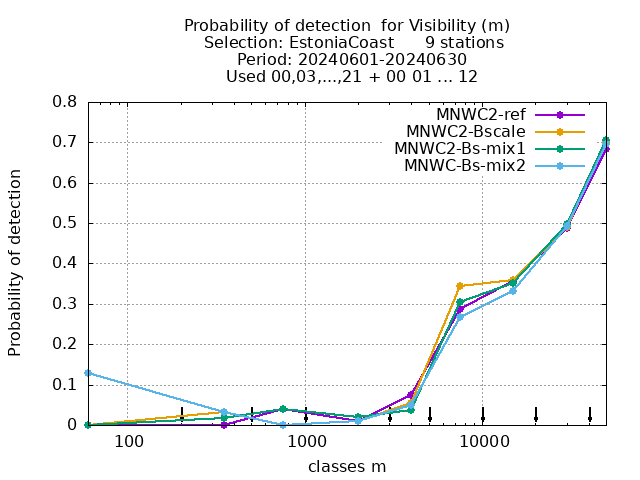 Probability of detection  for Visibility (m)
Selection: EstoniaCoast      9 stations
Period: 20240601-20240630
Used 00,03,...,21 + 00 01 ... 12
MNWC2-ref
MNWC2-Bscale
MNWC2-Bs-mix1
MNWC-Bs-mix2
Probability of detection
0.8
0.7
0.6
0.5
0.4
0.3
0.2
0.1
0
100 1000 10000
classes m